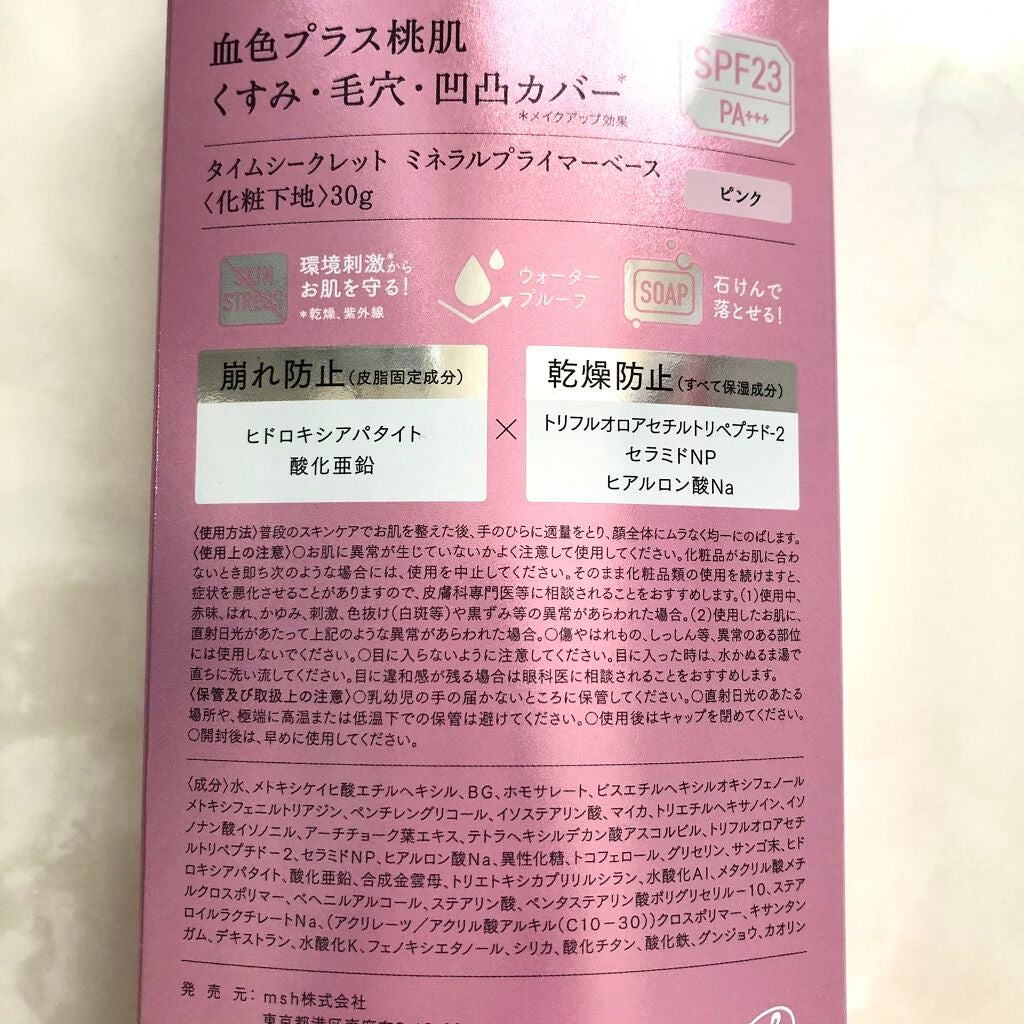 血色プラス桃肌
くすみ・毛穴・凹凸カバー*
*メイクアップ効果
SPF23
PA+++
タイムシークレット ミネラルプライマーベース
〈化粧下地〉30g
ピンク
SKIN
STRESS
環境刺激*から
お肌を守る!
*乾燥、紫外線
ウォーター
プルーフ
SOAP
石けんで
落とせる!
崩れ防止(皮脂固定成分)
ヒドロキシアパタイト
酸化亜鉛
×
乾燥防止(すべて保湿成分)
トリフルオロアセチルトリペプチド-2
セラミドNP
ヒアルロン酸Na
〈使用方法〉普段のスキンケアでお肌を整えた後、手のひらに適量をとり、顔全体にムラなく均一にのばします。
〈使用上の注意〉○お肌に異常が生じていないかよく注意して使用してください。化粧品がお肌に合わ
ないとき即ち次のような場合には、使用を中止してください。そのまま化粧品類の使用を続けますと、
症状を悪化させることがありますので、皮膚科専門医等に相談されることをおすすめします。(1)使用中、
赤味、はれ、かゆみ、刺激、色抜け(白斑等)や黒ずみ等の異常があらわれた場合。(2)使用したお肌に、
直射日光があたって上記のような異常があらわれた場合。○傷やはれもの、しっしん等、異常のある部位
には使用しないでください。○目に入らないように注意してください。目に入った時は、水かぬるま湯で
直ちに洗い流してください。目に違和感が残る場合は眼科医に相談されることをおすすめします。
〈保管及び取扱上の注意〉○乳幼児の手の届かないところに保管してください。○直射日光のあたる
場所や、極端に高温または低温下での保管は避けてください。○使用後はキャップを閉めてください。
○開封後は、早めに使用してください。
〈成分〉水、メトキシケイヒ酸エチルヘキシル、BG、ホモサレート、ビスエチルヘキシルオキシフェノール
メトキシフェニルトリアジン、ペンチレングリコール、イソステアリン酸、マイカ、トリエチルヘキサノイン、イソ
ノナン酸イソノニル、アーチチョーク葉エキス、テトラヘキシルデカン酸アスコルビル、トリフルオロアセチ
ルトリペプチド-2、セラミドNP、ヒアルロン酸Na、異性化糖、トコフェロール、グリセリン、サンゴ末、ヒド
ロキシアパタイト、酸化亜鉛、合成金雲母、トリエトキシカプリリルシラン、水酸化Al、メタクリル酸メチ
ルクロスポリマー、ベヘニルアルコール、ステアリン酸、ペンタステアリン酸ポリグリセリル-10、ステア
ロイルラクチレートNa、(アクリレーツ/アクリル酸アルキル(C10-30))クロスポリマー、キサンタン
ガム、デキストラン、水酸化K、フェノキシエタノール、シリカ、酸化チタン、酸化鉄、グンジョウ、カオリン
発売元:msh株式会社